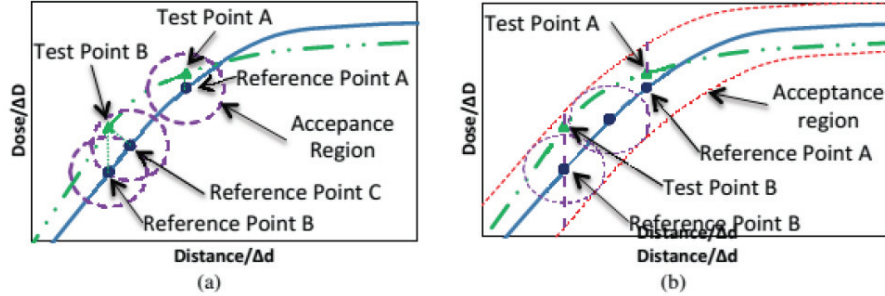 Test Point A
Test Point B
Reference Point A
Accepance
Region
Reference Point C
Reference Point B
Dose/ΔD
Distance/Δd
(a)
Test Point A
Acceptance
region
Reference Point A
Test Point B
Reference Point B
Dose/ΔD
Distance/Δd
Distance/Δd
(b)